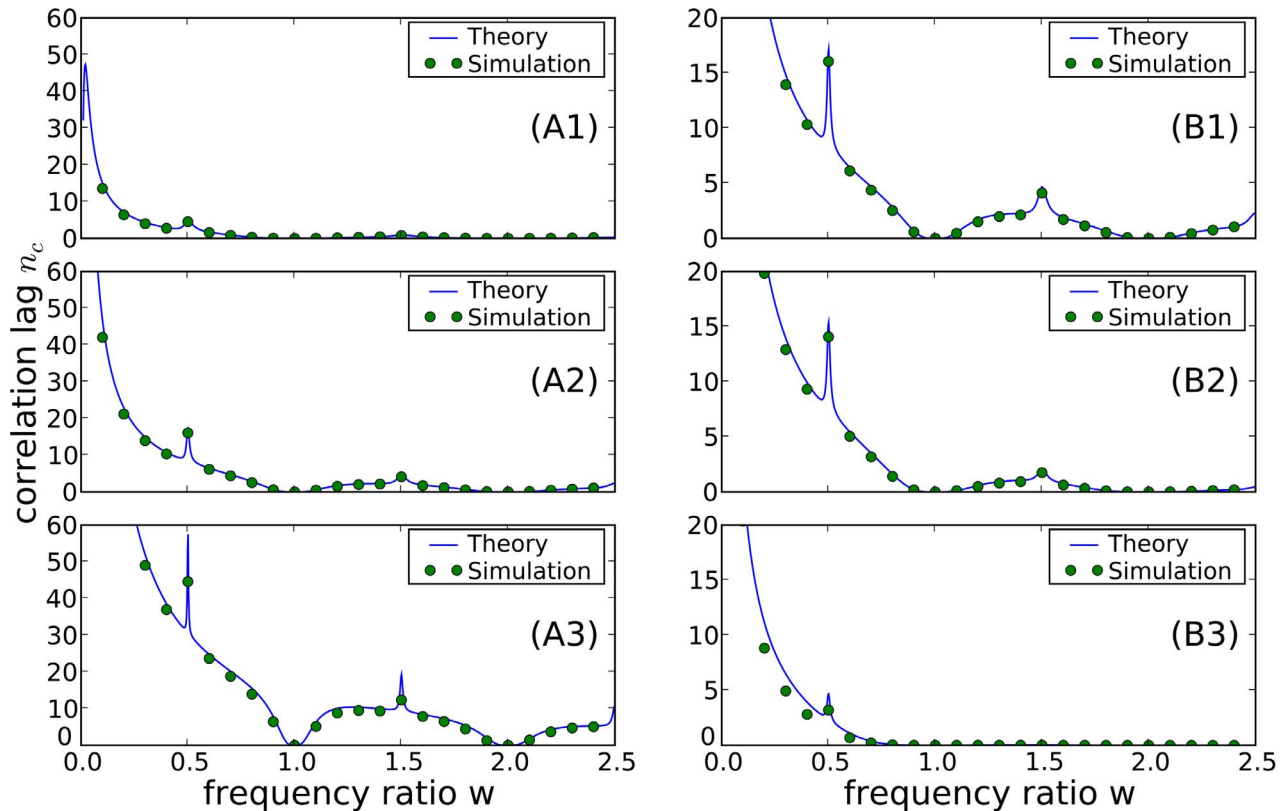 correlation lag n_c
60
50
40
30
20
10
0
Theory
Simulation
(A1)
20
15
10
5
0
Theory
Simulation
(B1)
60
50
40
30
20
10
0
Theory
Simulation
(A2)
20
15
10
5
0
Theory
Simulation
(B2)
60
50
40
30
20
10
0
Theory
Simulation
(A3)
0.0 0.5 1.0 1.5 2.0 2.5
frequency ratio w
20
15
10
5
0
Theory
Simulation
(B3)
0.5 1.0 1.5 2.0 2.5
frequency ratio w